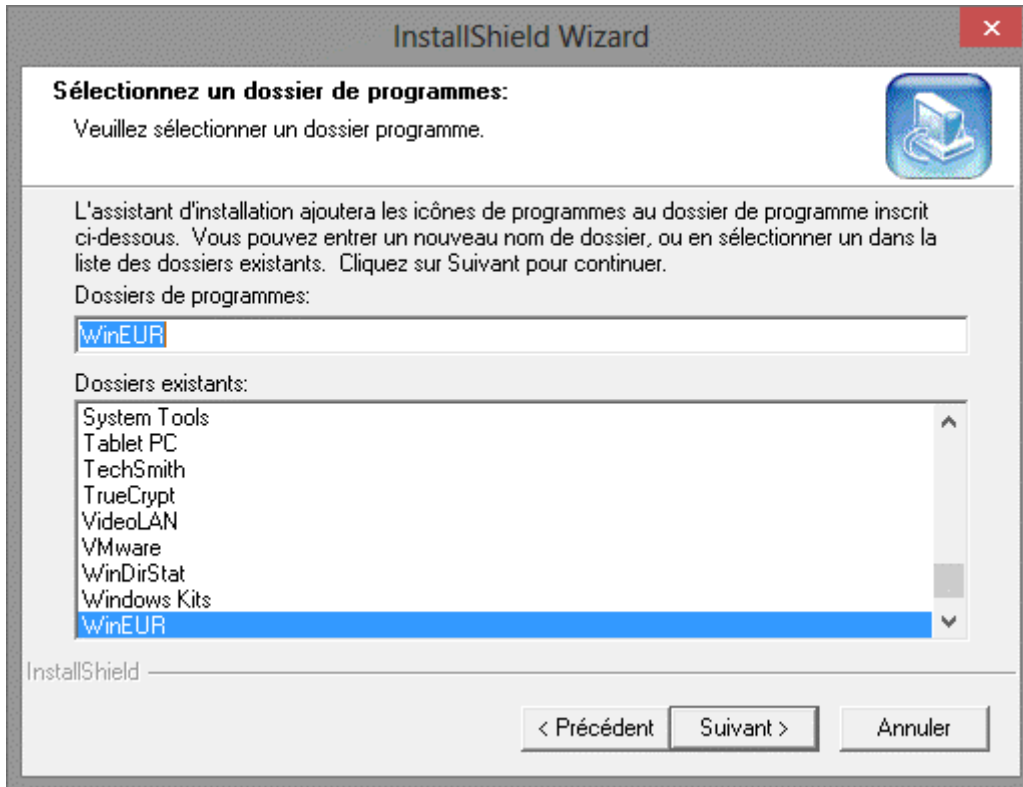 InstallShield Wizard
Sélectionnez un dossier de programmes:
Veuillez sélectionner un dossier programme.
L'assistant d'installation ajoutera les icônes de programmes au dossier de programme inscrit
ci-dessous.  Vous pouvez entrer un nouveau nom de dossier, ou en sélectionner un dans la
liste des dossiers existants.  Cliquez sur Suivant pour continuer.
Dossiers de programmes:
WinEUR
Dossiers existants:
System Tools
Tablet PC
TechSmith
TrueCrypt
VideoLAN
VMware
WinDirStat
Windows Kits
WinEUR
InstallShield
< Précédent
Suivant >
Annuler